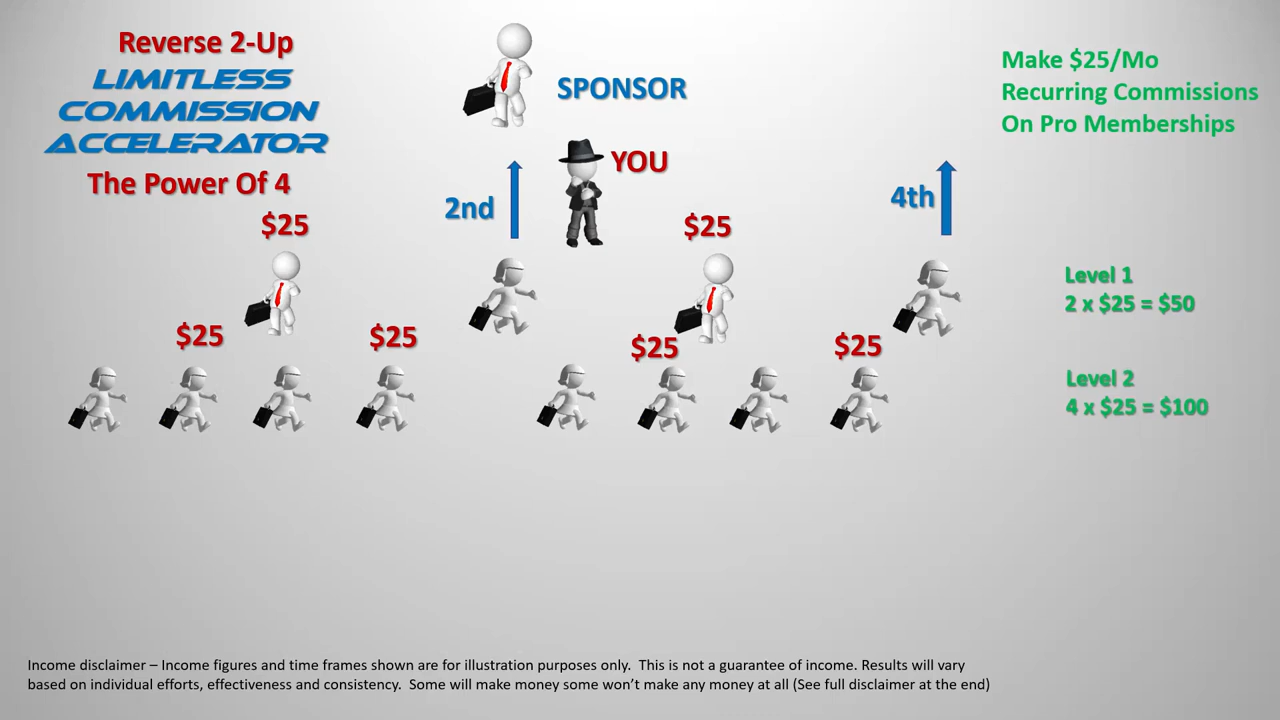 Reverse 2-Up
LIMITLESS
COMMISSION
ACCELERATOR
The Power Of 4
SPONSOR
YOU
Make $25/Mo
Recurring Commissions
On Pro Memberships
2nd
4th
$25
$25
$25
$25
$25
$25
Level 1
2 x $25 = $50
Level 2
4 x $25 = $100
Income disclaimer – Income figures and time frames shown are for illustration purposes only.  This is not a guarantee of income. Results will vary
based on individual efforts, effectiveness and consistency.  Some will make money some won't make any money at all (See full disclaimer at the end)